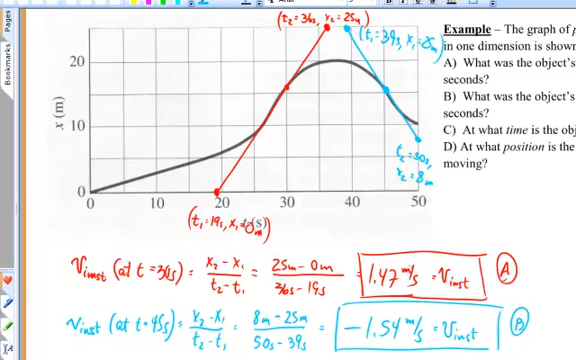 Pages
Bookmarks
(t₂=36s, x₂=25m)
(t₁=39s, x₁=25m)
Example – The graph of p
in one dimension is shown
A) What was the object's
seconds?
B) What was the object's
seconds?
C) At what time is the obj
D) At what position is the
moving?
x (m)
20
10
0
0 10 20 30 40 50
t₂=50s,
x₂=8m
(t₁=19s, x₁=0m)
Vinst (at t=30s) = x₂-x₁ / t₂-t₁ = 25m-0m / 36s-19s = 1.47 m/s = Vinst A
Vinst (at t=45s) = x₂-x₁ / t₂-t₁ = 8m-25m / 50s-39s = -1.54 m/s = Vinst B